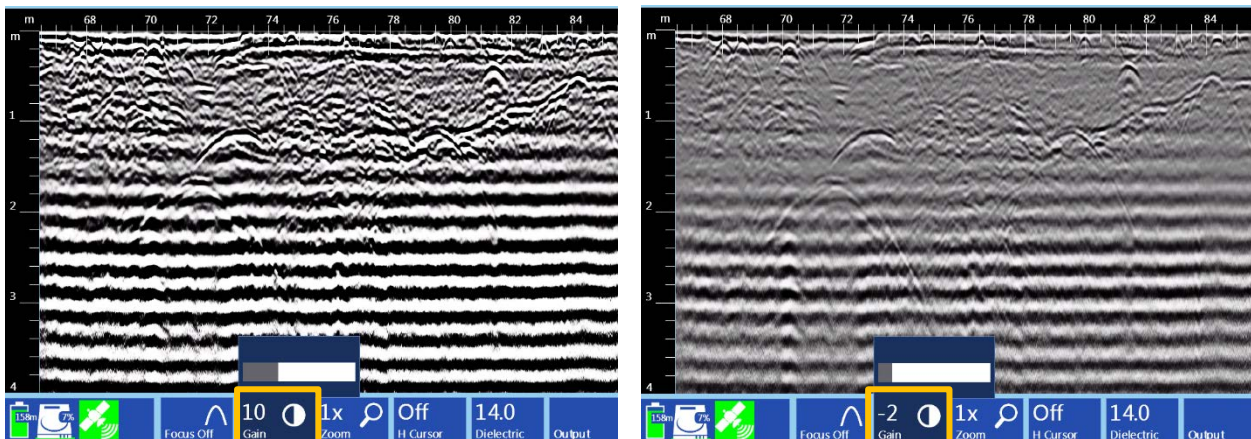 m 68 70 72 74 76 78 80 82 84
1
2
3
4
158m 7% Focus Off 10 Gain 1x Zoom Off H Cursor 14.0 Dielectric Output
m 68 70 72 74 76 78 80 82 84
1
2
3
4
158m 7% Focus Off -2 Gain 1x Zoom Off H Cursor 14.0 Dielectric Output